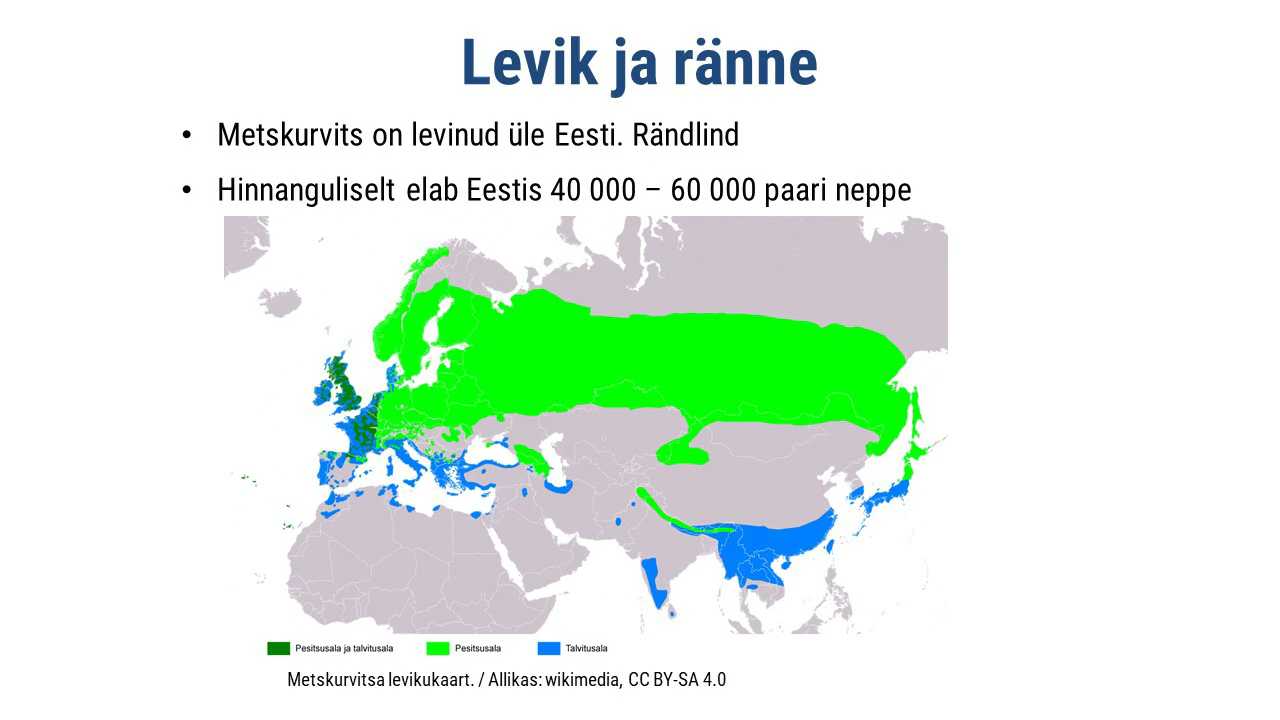 Levik ja ränne
• Metskurvits on levinud üle Eesti. Rändlind
• Hinnanguliselt elab Eestis 40 000 – 60 000 paari neppe
Pesitsusala ja talvitusala Pesitsusala Talvitusala
Metskurvitsa levikukaart. / Allikas: wikimedia, CC BY-SA 4.0